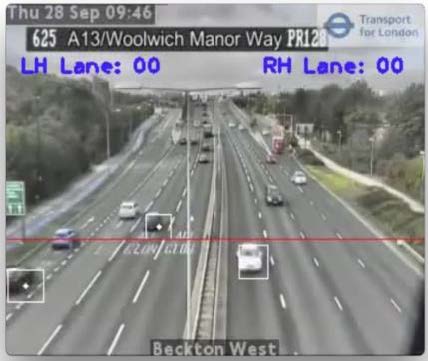 Thu 28 Sep 09:46
Transport
for London
625 A13/Woolwich Manor Way PR128
LH Lane: 00
RH Lane: 00
Beckton West